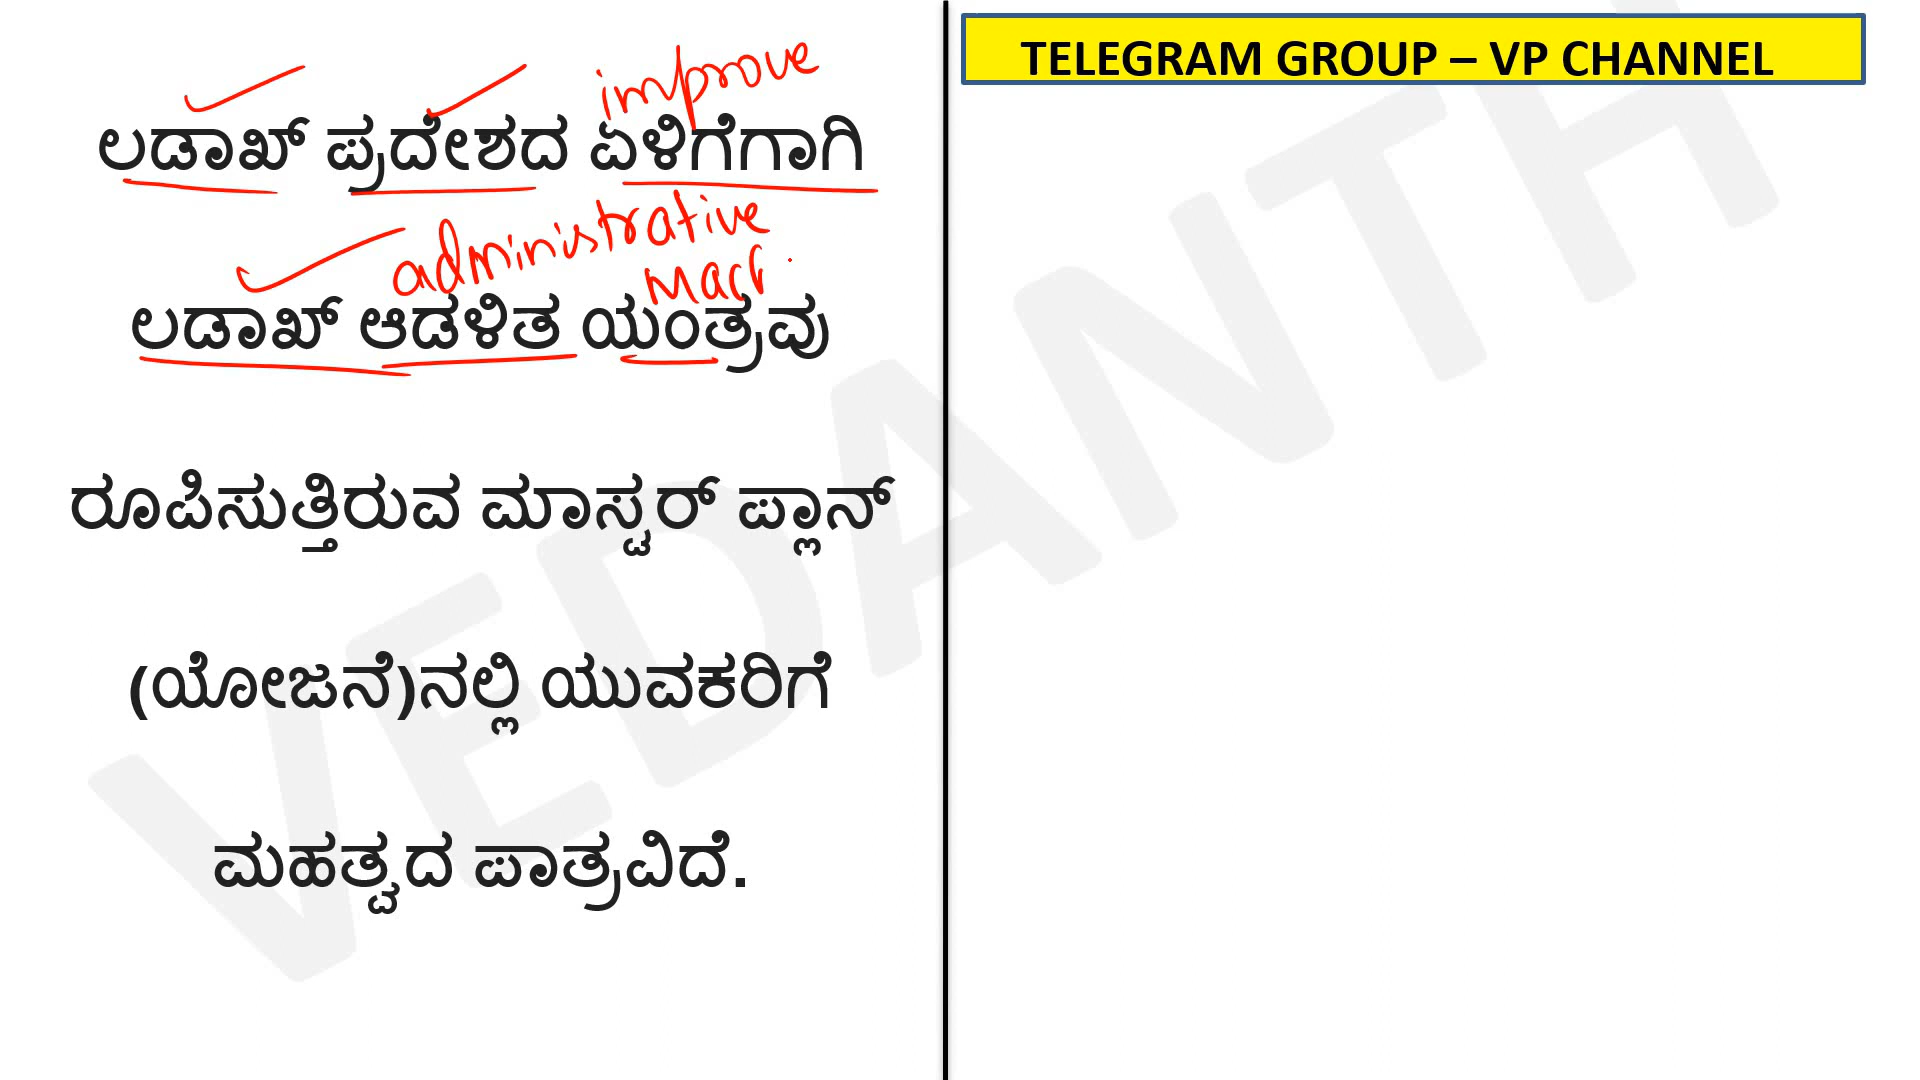 improve
ಲಡಾಖ್ ಪ್ರದೇಶದ ಏಳಿಗೆಗಾಗಿ
administrative
ಲಡಾಖ್ ಆಡಳಿತ ಯಂತ್ರವು
ರೂಪಿಸುತ್ತಿರುವ ಮಾಸ್ಟರ್ ಪ್ಲಾನ್
(ಯೋಜನೆ)ನಲ್ಲಿ ಯುವಕರಿಗೆ
ಮಹತ್ವದ ಪಾತ್ರವಿದೆ.
TELEGRAM GROUP – VP CHANNEL
VEDANTH